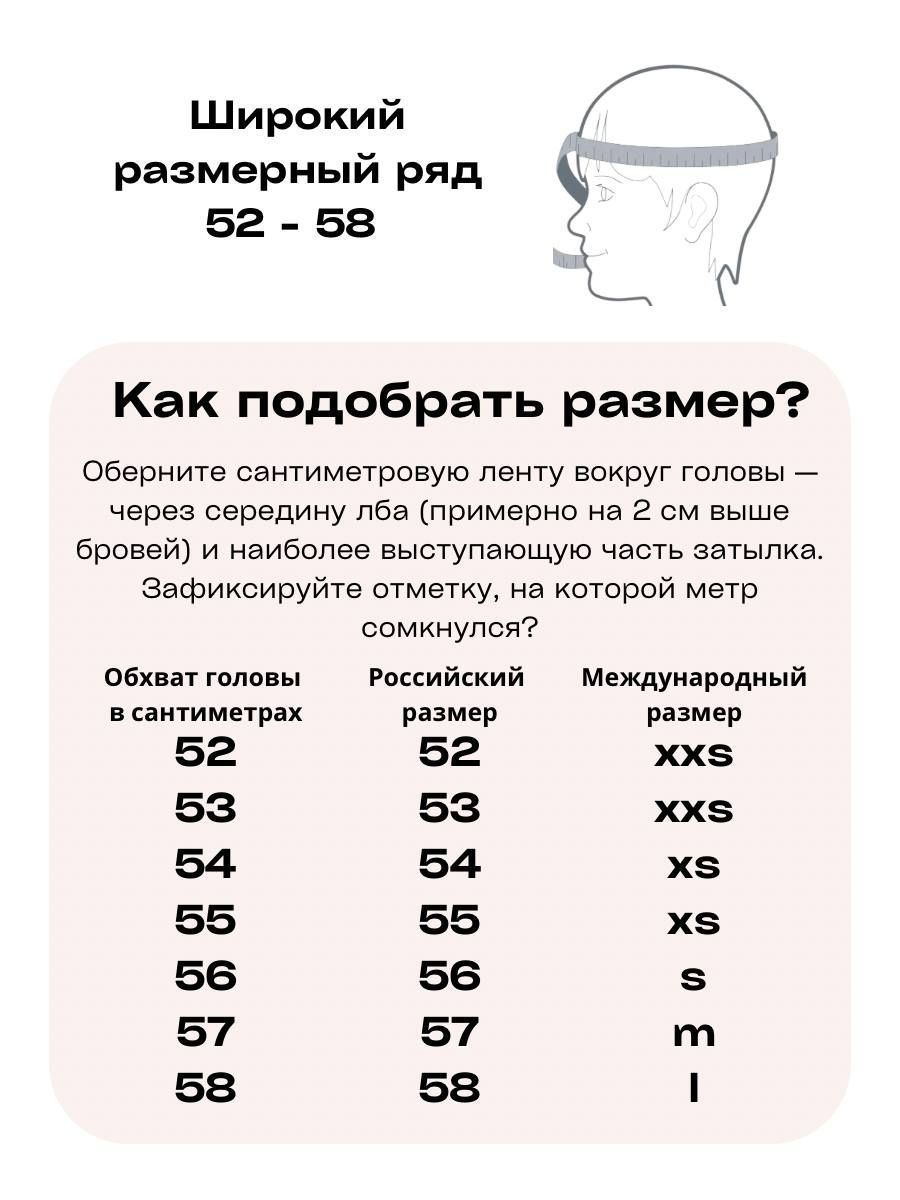 Широкий
размерный ряд
52 - 58
Как подобрать размер?
Оберните сантиметровую ленту вокруг головы —
через середину лба (примерно на 2 см выше
бровей) и наиболее выступающую часть затылка.
Зафиксируйте отметку, на которой метр
сомкнулся?
Обхват головы в сантиметрах Российский размер Международный размер
52 52 xxs
53 53 xxs
54 54 xs
55 55 xs
56 56 s
57 57 m
58 58 l